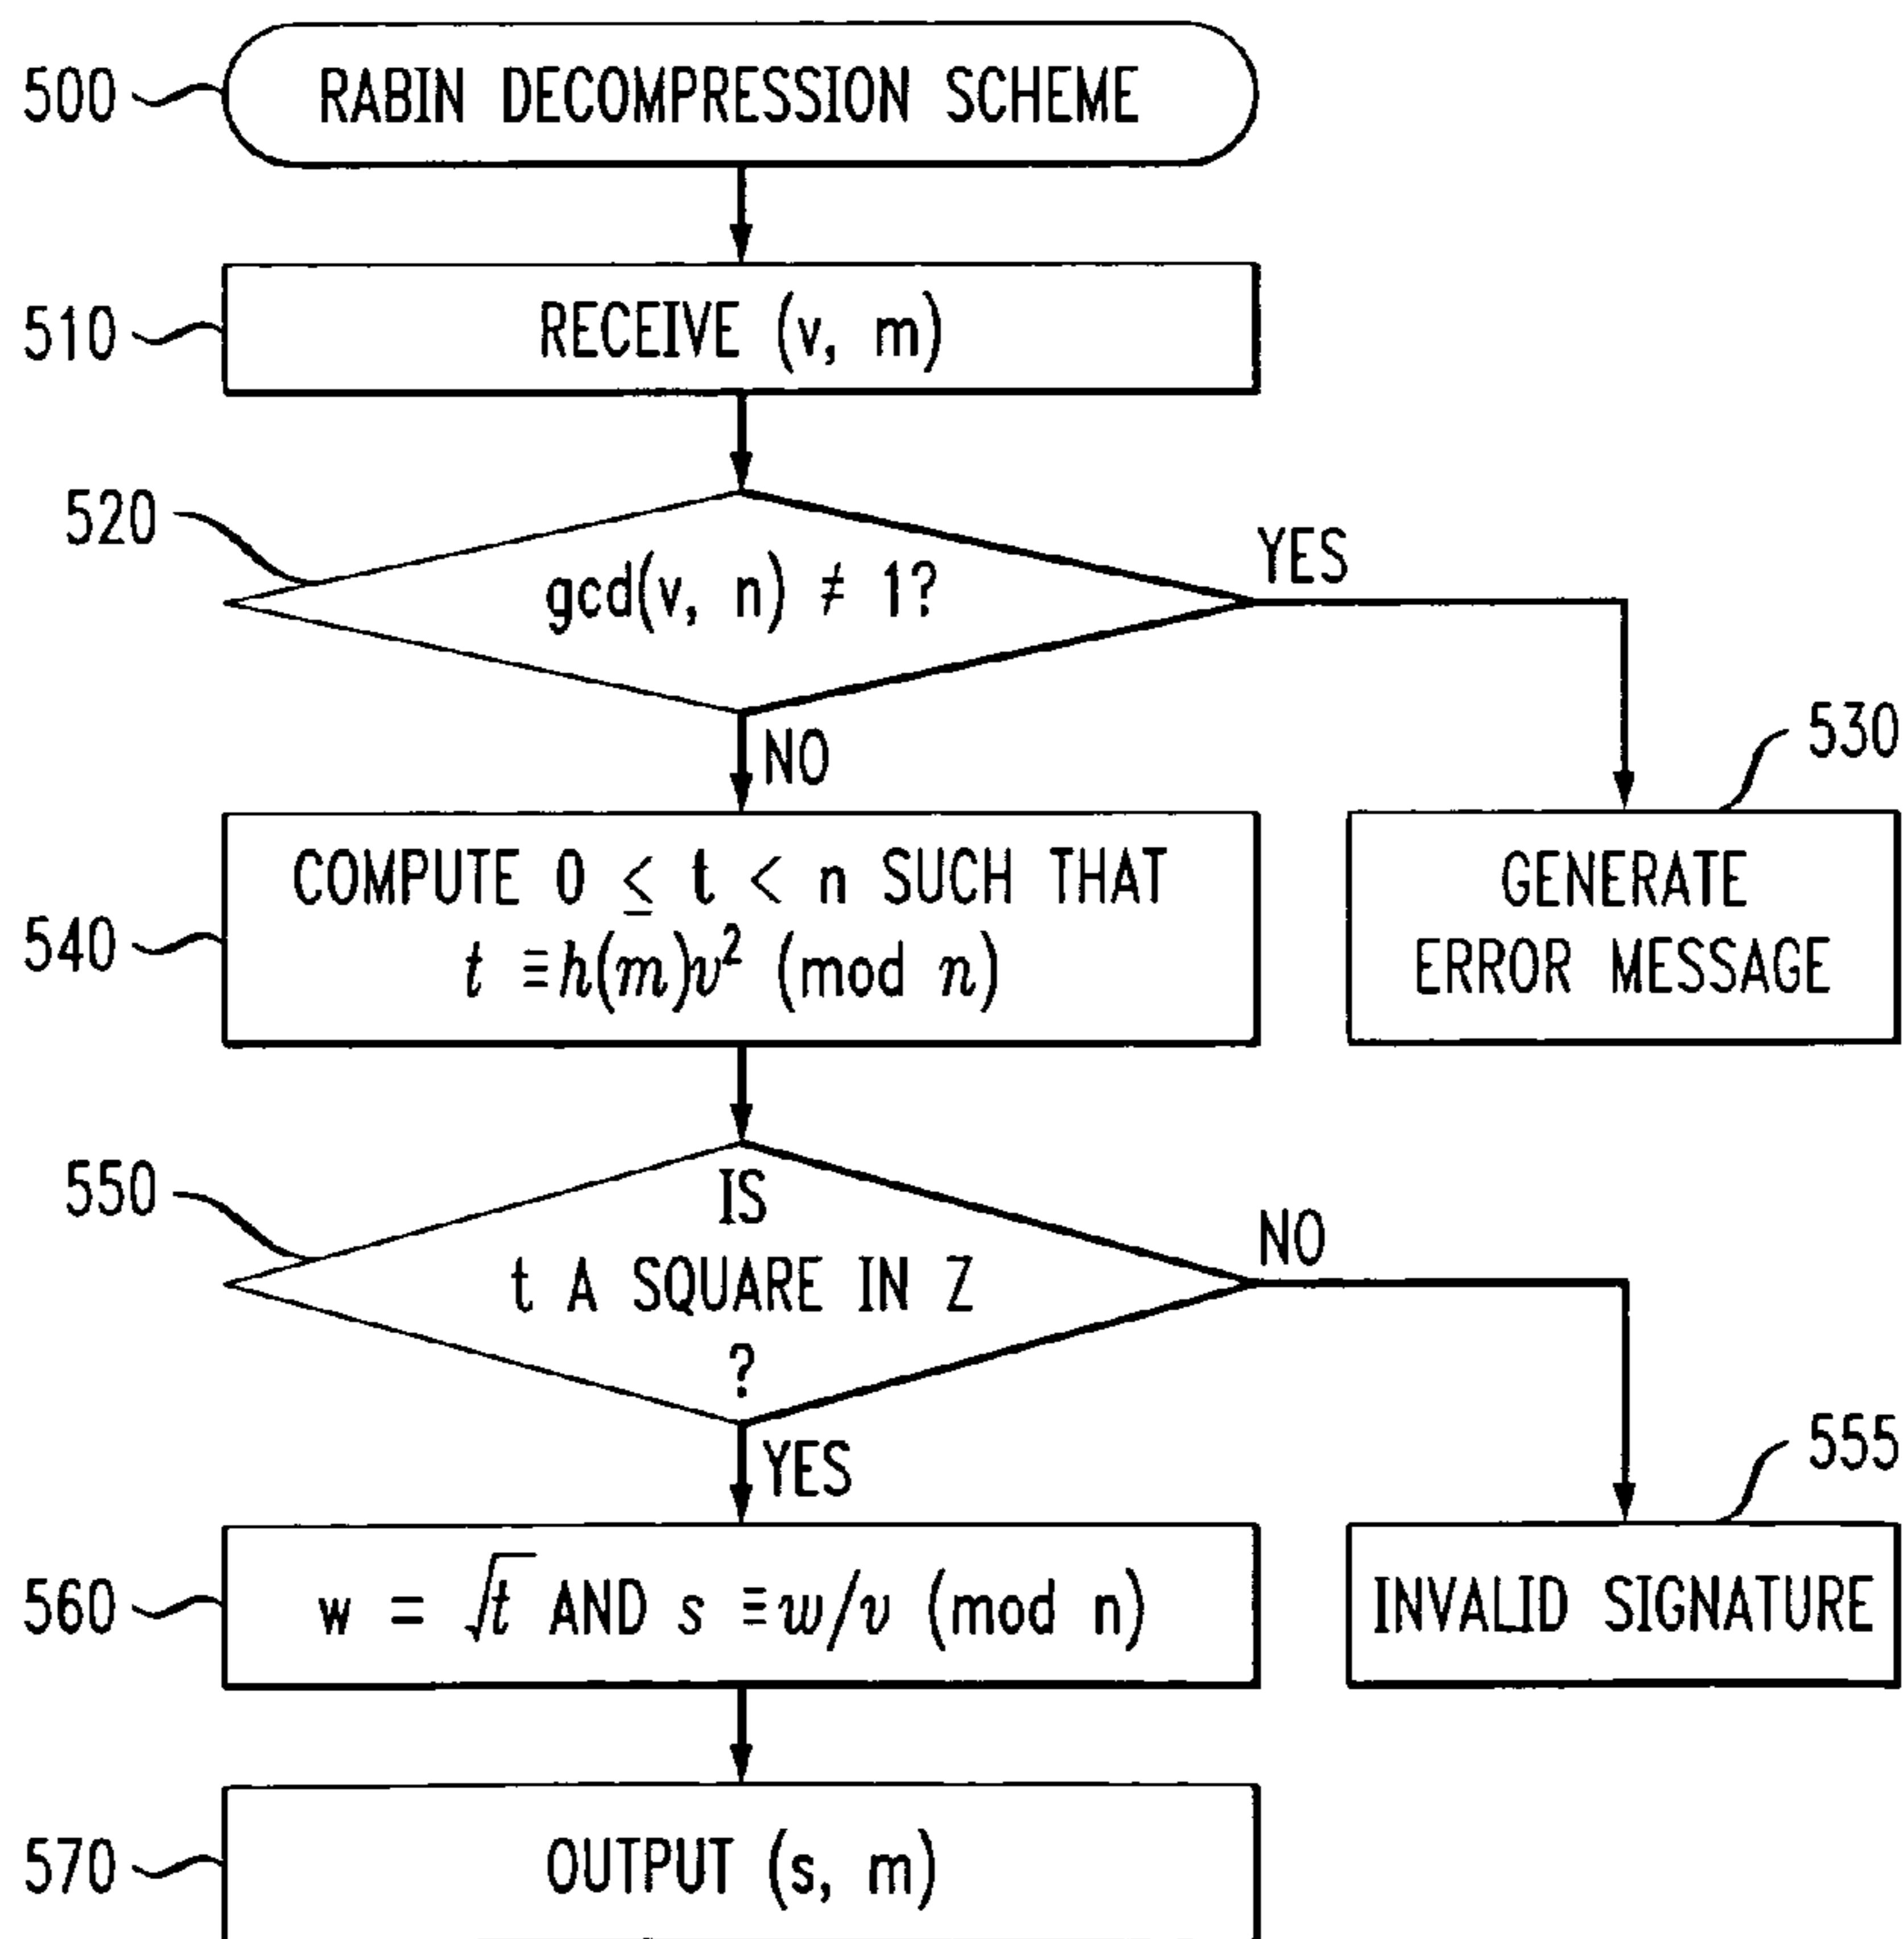 500
RABIN DECOMPRESSION SCHEME
510
RECEIVE (v, m)
520
gcd(v, n) ≠ 1?
YES
NO
530
540
COMPUTE 0 ≤ t < n SUCH THAT
t ≡ h(m)v² (mod n)
GENERATE
ERROR MESSAGE
550
IS
t A SQUARE IN Z
?
NO
YES
555
560
w = √t AND s ≡ w/v (mod n)
INVALID SIGNATURE
570
OUTPUT (s, m)